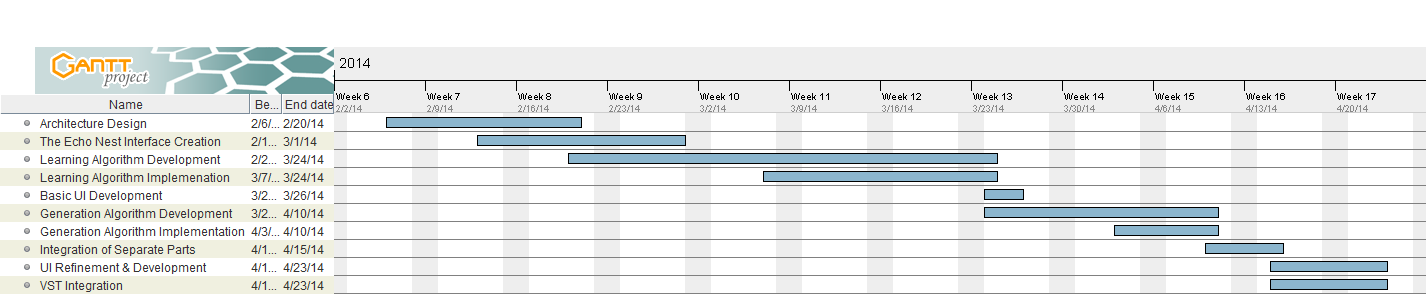 GANTT
project
2014
Week 6 Week 7 Week 8 Week 9 Week 10 Week 11 Week 12 Week 13 Week 14 Week 15 Week 16 Week 17
Name Be... End date 2/2/14 2/9/14 2/16/14 2/23/14 3/2/14 3/9/14 3/16/14 3/23/14 3/30/14 4/6/14 4/13/14 4/20/14
Architecture Design 2/6/... 2/20/14
The Echo Nest Interface Creation 2/1... 3/1/14
Learning Algorithm Development 2/2... 3/24/14
Learning Algorithm Implemenation 3/7/... 3/24/14
Basic UI Development 3/2... 3/26/14
Generation Algorithm Development 3/2... 4/10/14
Generation Algorithm Implementation 4/3/... 4/10/14
Integration of Separate Parts 4/1... 4/15/14
UI Refinement & Development 4/1... 4/23/14
VST Integration 4/1... 4/23/14